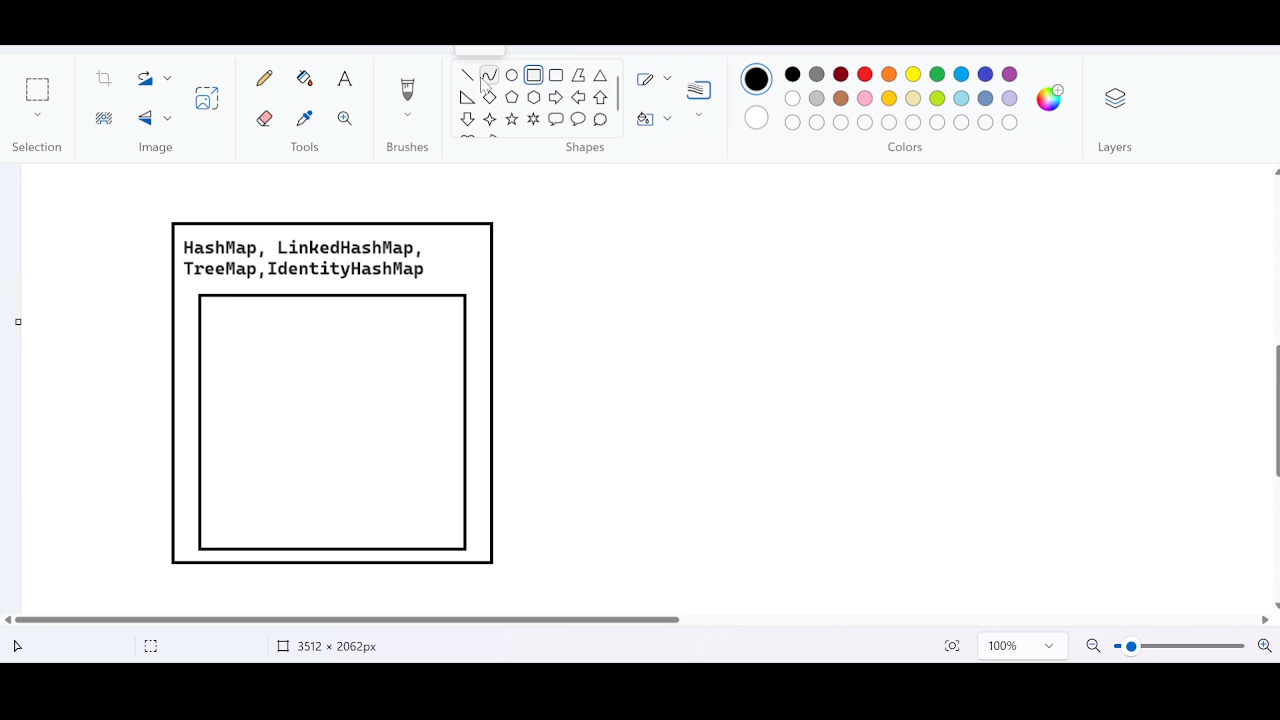 Selection
Image
Tools
Brushes
Shapes
Colors
Layers
A
HashMap, LinkedHashMap,
TreeMap,IdentityHashMap
3512 × 2062px
100%